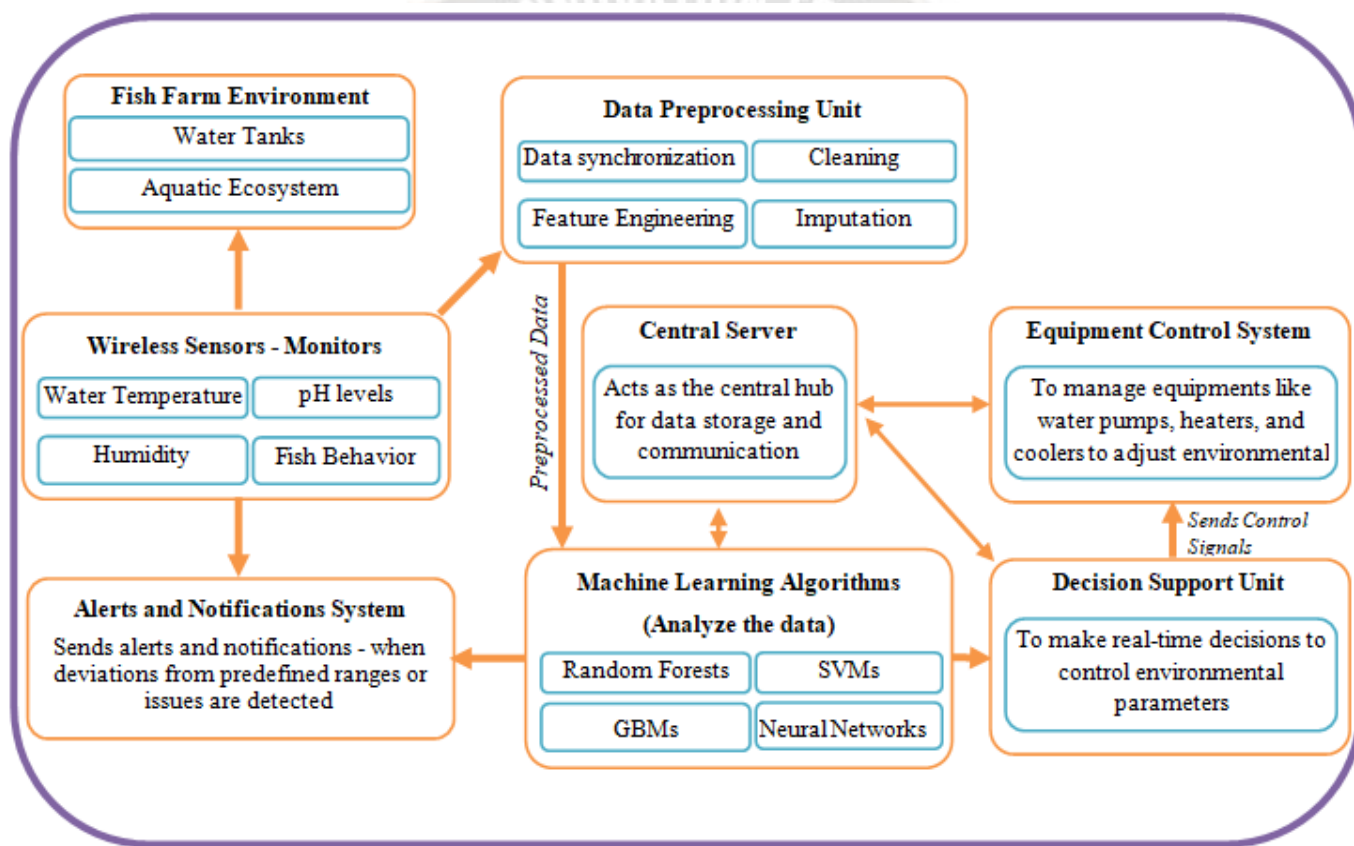 Fish Farm Environment
Water Tanks
Aquatic Ecosystem
Data Preprocessing Unit
Data synchronization
Cleaning
Feature Engineering
Imputation
Wireless Sensors - Monitors
Water Temperature
pH levels
Humidity
Fish Behavior
Preprocessed Data
Central Server
Acts as the central hub
for data storage and
communication
Equipment Control System
To manage equipments like
water pumps, heaters, and
coolers to adjust environmental
Sends Control
Signals
Alerts and Notifications System
Sends alerts and notifications - when
deviations from predefined ranges or
issues are detected
Machine Learning Algorithms
(Analyze the data)
Random Forests
SVMs
GBMs
Neural Networks
Decision Support Unit
To make real-time decisions to
control environmental
parameters